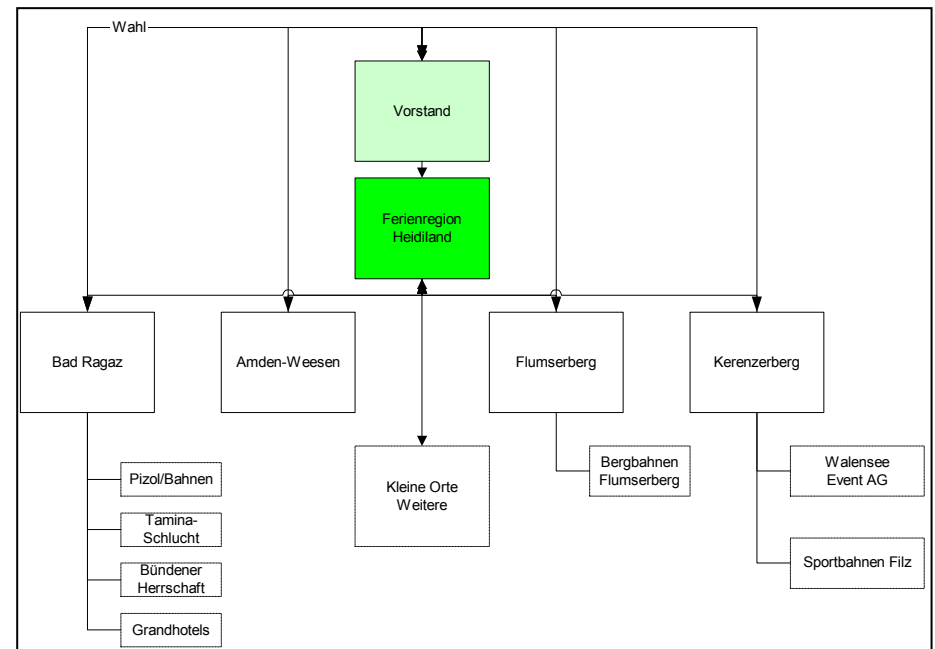 Wahl
Vorstand
Ferienregion
Heidiland
Bad Ragaz
Amden-Weesen
Flumserberg
Kerenzerberg
Pizol/Bahnen
Tamina-
Schlucht
Bündener
Herrschaft
Grandhotels
Kleine Orte
Weitere
Bergbahnen
Flumserberg
Walensee
Event AG
Sportbahnen Filz